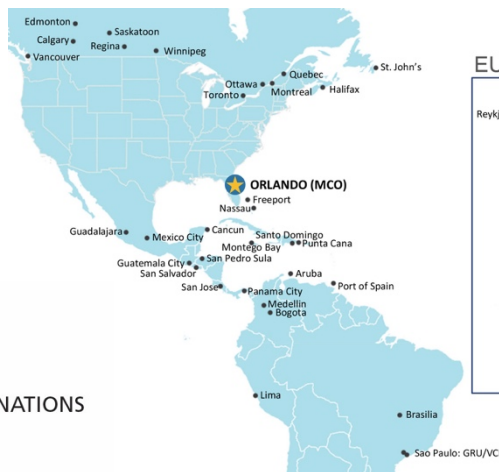 Edmonton
Saskatoon
Calgary
Regina
Winnipeg
Vancouver
St. John's
Quebec
Ottawa
Montreal
Halifax
Toronto
EU
Reykj
ORLANDO (MCO)
Freeport
Nassau
Guadalajara
Mexico City
Cancun
Santo Domingo
Montego Bay
Punta Cana
Guatemala City
San Pedro Sula
San Salvador
San Jose
Aruba
Port of Spain
Panama City
Medellin
Bogota
Lima
NATIONS
Brasilia
Sao Paulo: GRU/VC